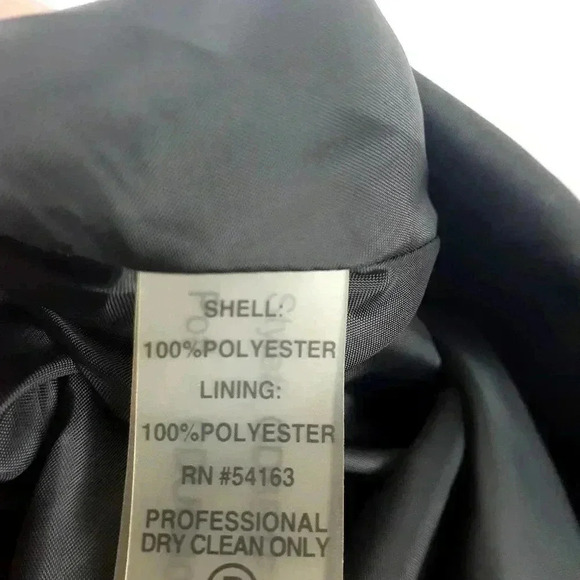 SHELL:
100%POLYESTER
LINING:
100%POLYESTER
RN #54163
PROFESSIONAL
DRY CLEAN ONLY
P